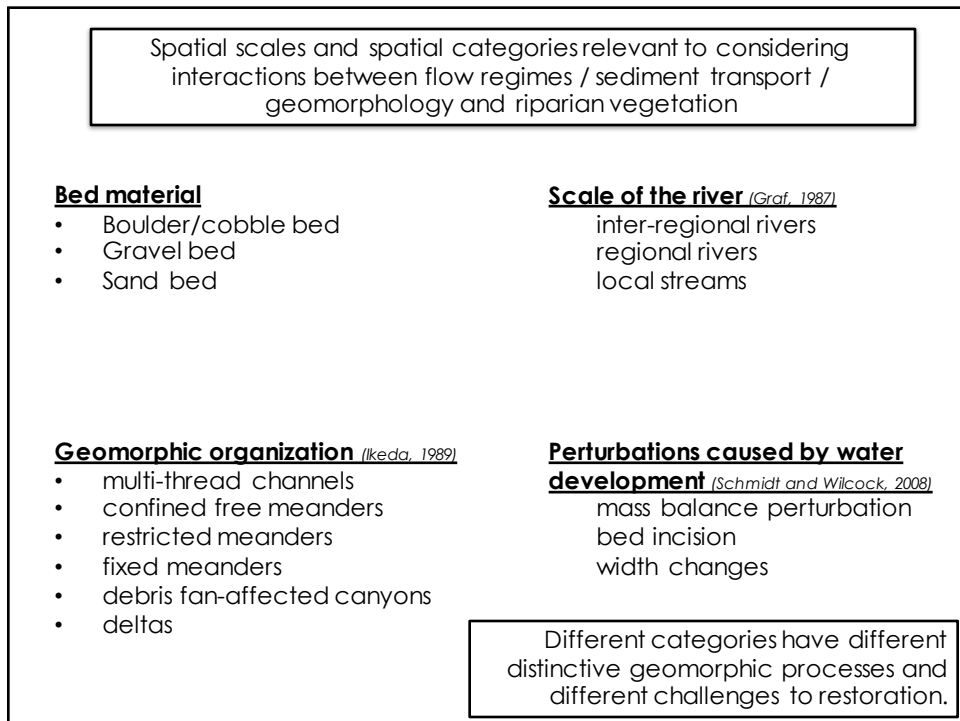 Spatial scales and spatial categories relevant to considering
interactions between flow regimes / sediment transport /
geomorphology and riparian vegetation
Bed material
• Boulder/cobble bed
• Gravel bed
• Sand bed
Scale of the river (Graf, 1987)
inter-regional rivers
regional rivers
local streams
Geomorphic organization (Ikeda, 1989)
• multi-thread channels
• confined free meanders
• restricted meanders
• fixed meanders
• debris fan-affected canyons
• deltas
Perturbations caused by water
development (Schmidt and Wilcock, 2008)
mass balance perturbation
bed incision
width changes
Different categories have different
distinctive geomorphic processes and
different challenges to restoration.